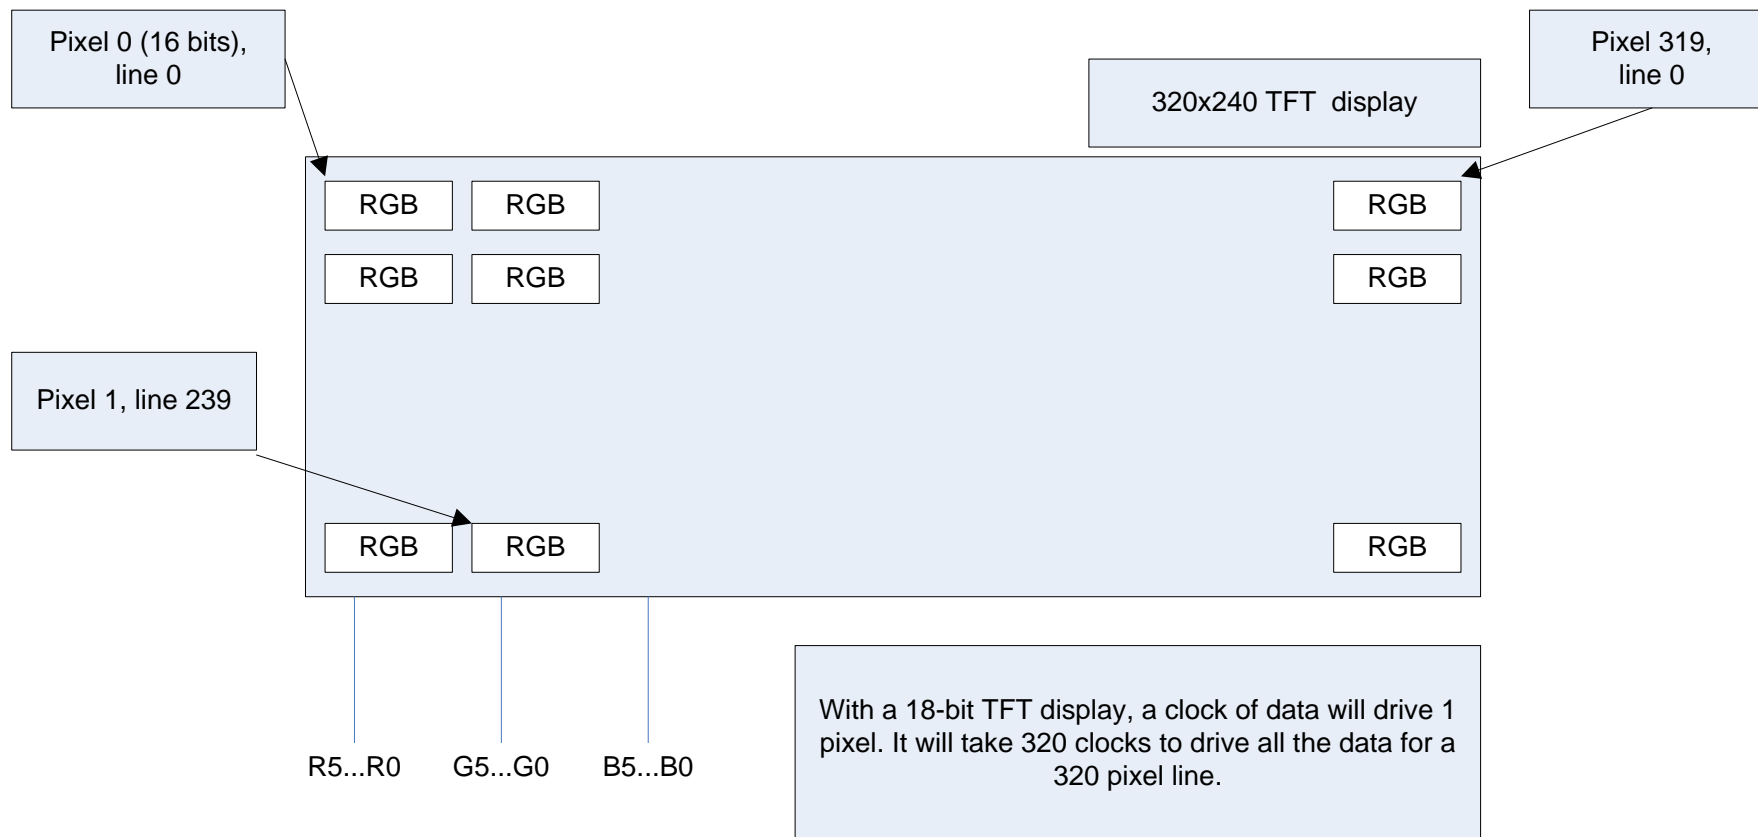 Pixel 0 (16 bits),
line 0
Pixel 319,
line 0
320x240 TFT  display
RGB RGB RGB
RGB RGB RGB
Pixel 1, line 239
RGB RGB RGB
R5...R0 G5...G0 B5...B0
With a 18-bit TFT display, a clock of data will drive 1
pixel. It will take 320 clocks to drive all the data for a
320 pixel line.